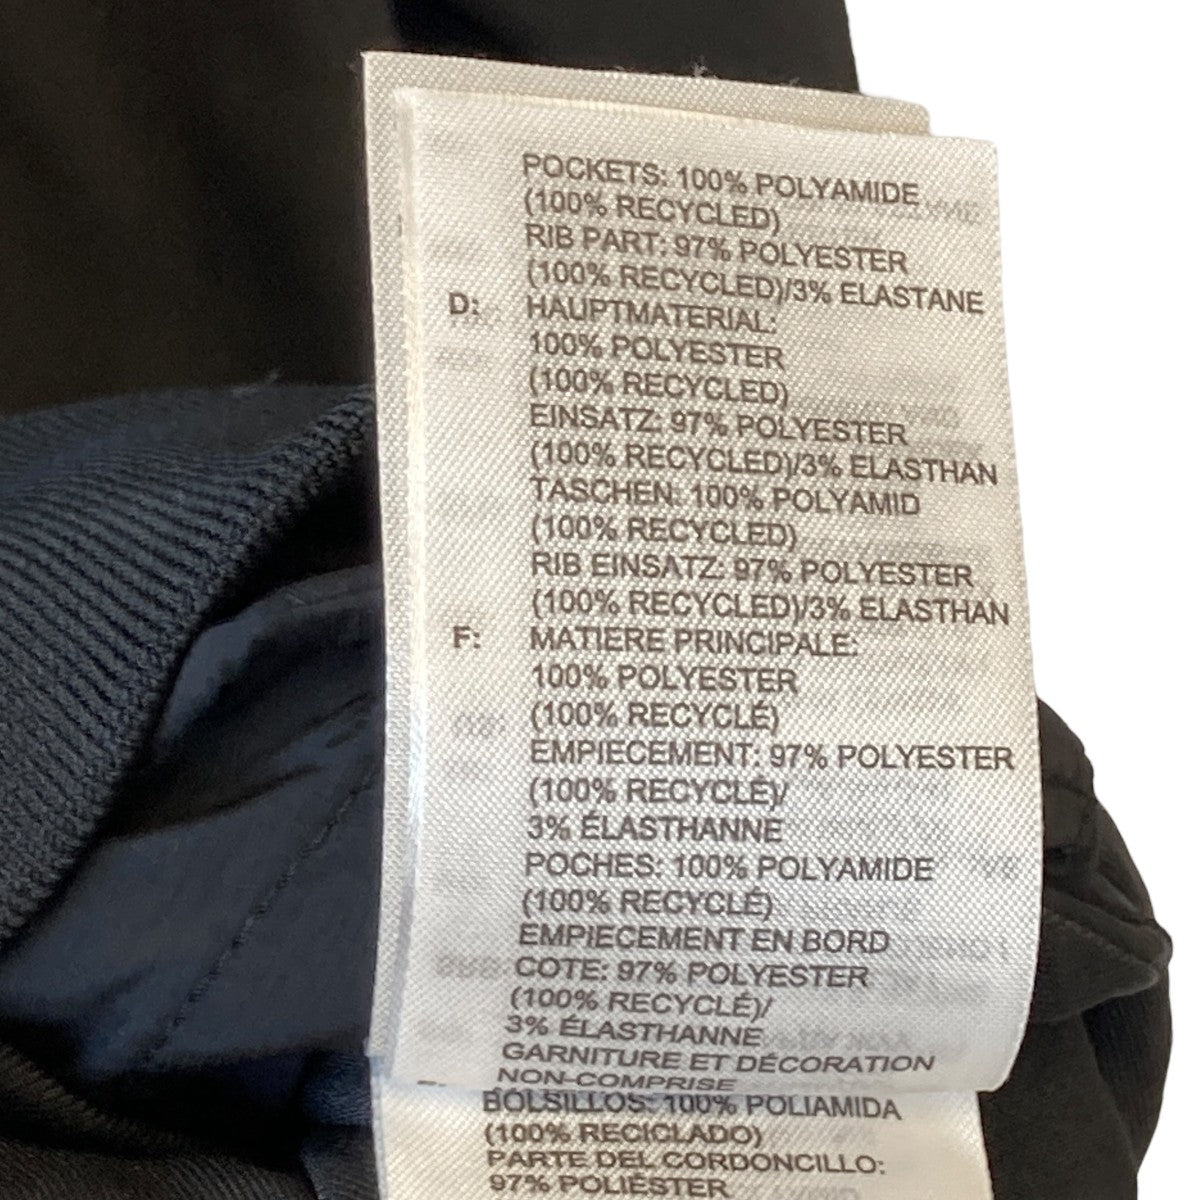 POCKETS: 100% POLYAMIDE
(100% RECYCLED)
RIB PART: 97% POLYESTER
(100% RECYCLED)/3% ELASTANE
D: HAUPTMATERIAL:
100% POLYESTER
(100% RECYCLED)
EINSATZ: 97% POLYESTER
(100% RECYCLED)/3% ELASTHAN
TASCHEN: 100% POLYAMID
(100% RECYCLED)
RIB EINSATZ: 97% POLYESTER
(100% RECYCLED)/3% ELASTHAN
F: MATIERE PRINCIPALE:
100% POLYESTER
(100% RECYCLÉ)
EMPIECEMENT: 97% POLYESTER
(100% RECYCLÉ)/
3% ÉLASTHANNE
POCHES: 100% POLYAMIDE
(100% RECYCLÉ)
EMPIECEMENT EN BORD
COTE: 97% POLYESTER
(100% RECYCLÉ)/
3% ÉLASTHANNE
GARNITURE ET DÉCORATION
NON-COMPRISE
BOLSILLOS: 100% POLIAMIDA
(100% RECICLADO)
PARTE DEL CORDONCILLO:
97% POLIÉSTER